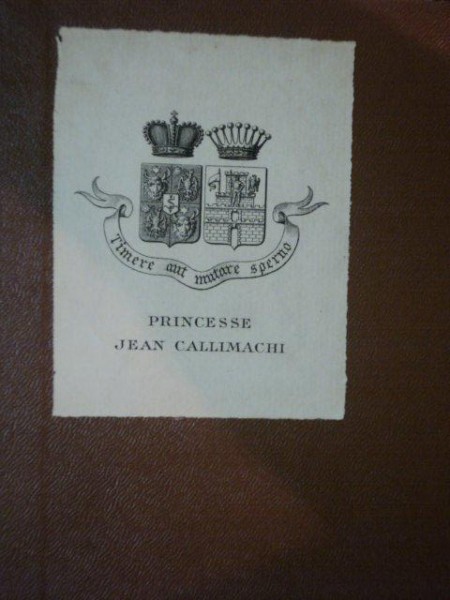 Timere aut mutare sperno
PRINCESSE
JEAN CALLIMACHI